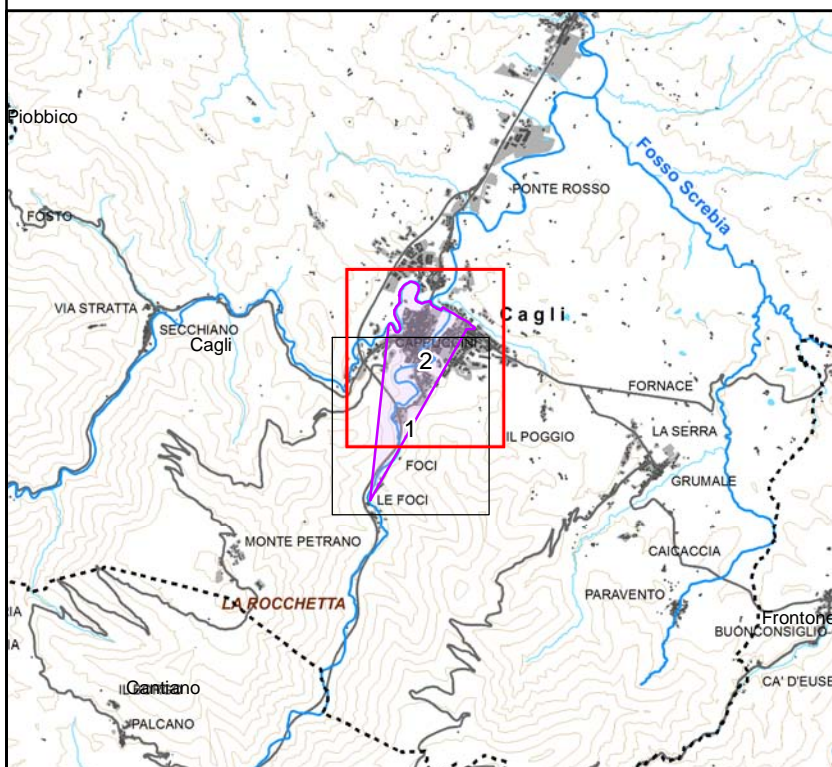 Piobbico
PONTE ROSSO
Fosso Screbia
FOSTO
VIA STRATTA
SECCHIANO
Cagli
Cagli
CAPPUCCINI
2
FORNACE
1
IL POGGIO
LA SERRA
FOCI
GRUMALE
LE FOCI
MONTE PETRANO
CAICACCIA
PARAVENTO
LA ROCCHETTA
Frontone
BUONCONSIGLIO
Cantiano
CA' D'EUSE
PALCANO